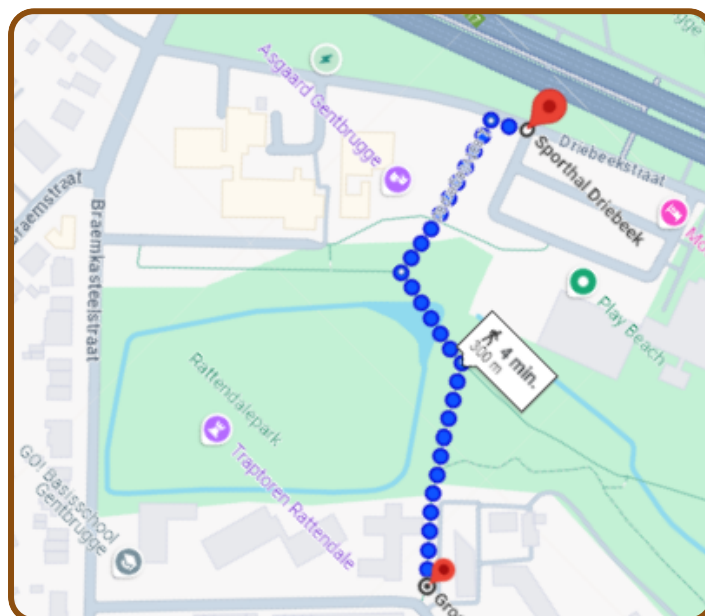 Asgaard Gentbrugge
Driebeekstraat
Sporthal Driebeek
Braemstraat
Braemkasteelstraat
Play Beach
4 min.
300 m
Rattendalepark
Traptoren Rattendale
GO! Basisschool
Gentbrugge